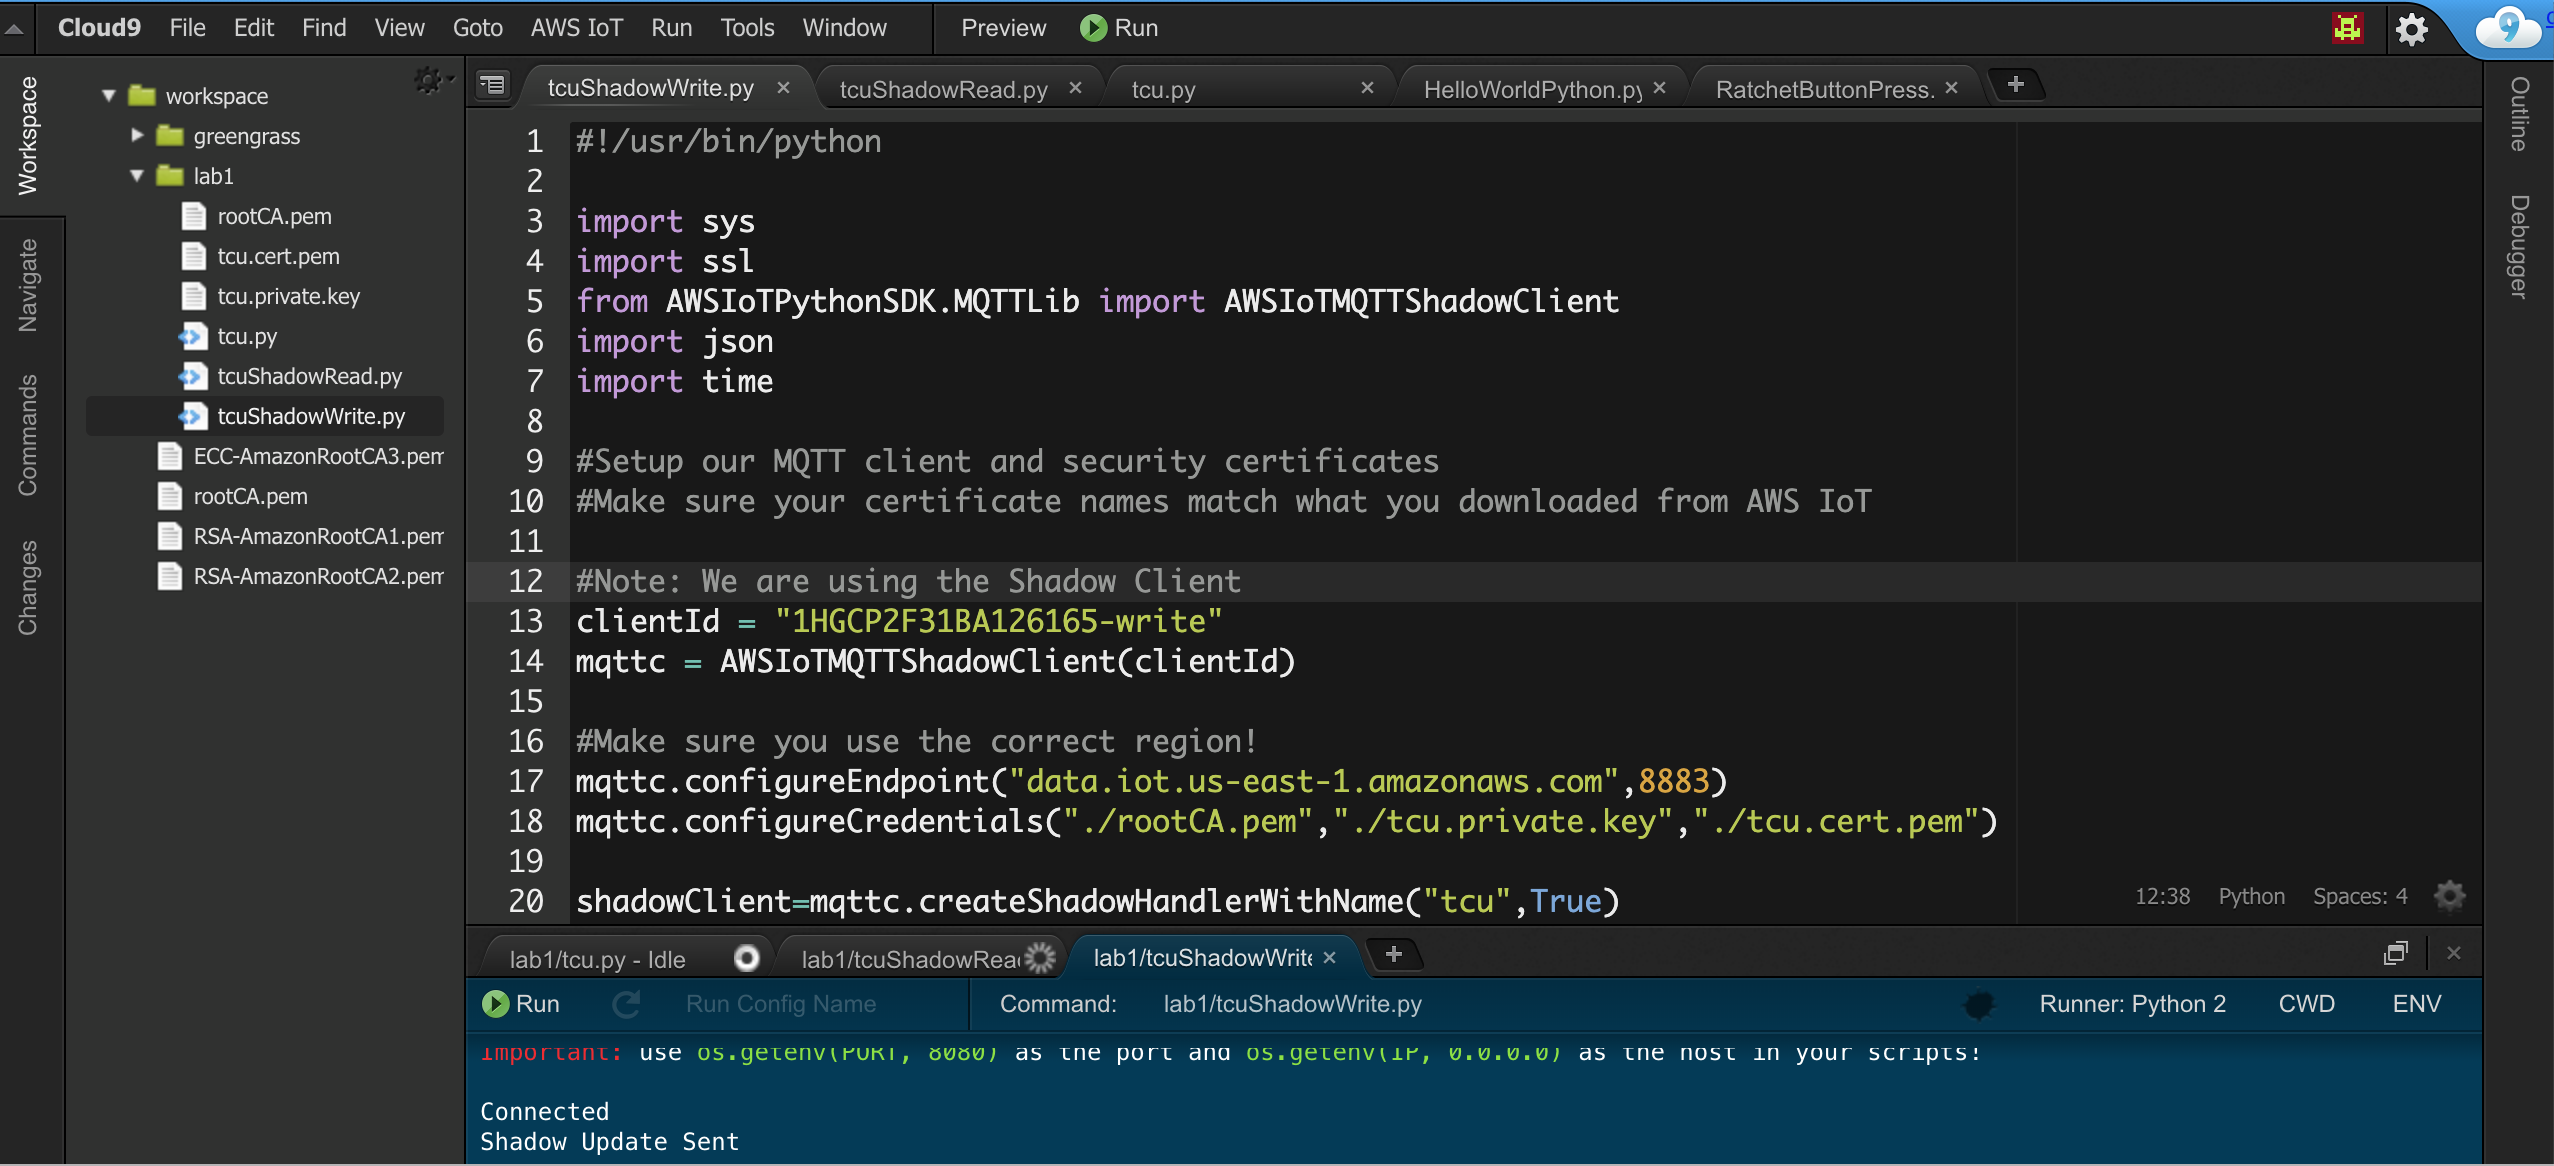 Cloud9 File Edit Find View Goto AWS IoT Run Tools Window Preview Run
Workspace
Navigate
Commands
Changes
workspace
greengrass
lab1
rootCA.pem
tcu.cert.pem
tcu.private.key
tcu.py
tcuShadowRead.py
tcuShadowWrite.py
ECC-AmazonRootCA3.pem
rootCA.pem
RSA-AmazonRootCA1.pem
RSA-AmazonRootCA2.pem
tcuShadowWrite.py × tcuShadowRead.py × tcu.py × HelloWorldPython.py × RatchetButtonPress. × +
1 #!/usr/bin/python
2
3 import sys
4 import ssl
5 from AWSIoTPythonSDK.MQTTLib import AWSIoTMQTTShadowClient
6 import json
7 import time
8
9 #Setup our MQTT client and security certificates
10 #Make sure your certificate names match what you downloaded from AWS IoT
11
12 #Note: We are using the Shadow Client
13 clientId = "1HGCP2F31BA126165-write"
14 mqttc = AWSIoTMQTTShadowClient(clientId)
15
16 #Make sure you use the correct region!
17 mqttc.configureEndpoint("data.iot.us-east-1.amazonaws.com",8883)
18 mqttc.configureCredentials("./rootCA.pem","./tcu.private.key","./tcu.cert.pem")
19
20 shadowClient=mqttc.createShadowHandlerWithName("tcu",True)
12:38 Python Spaces: 4
Outline
Debugger
lab1/tcu.py - Idle lab1/tcuShadowRea lab1/tcuShadowWrite × +
Run Run Config Name Command: lab1/tcuShadowWrite.py Runner: Python 2 CWD ENV
Important: use os.getenv(PORT, 8080) as the port and os.getenv(IP, 0.0.0.0) as the host in your scripts!
Connected
Shadow Update Sent